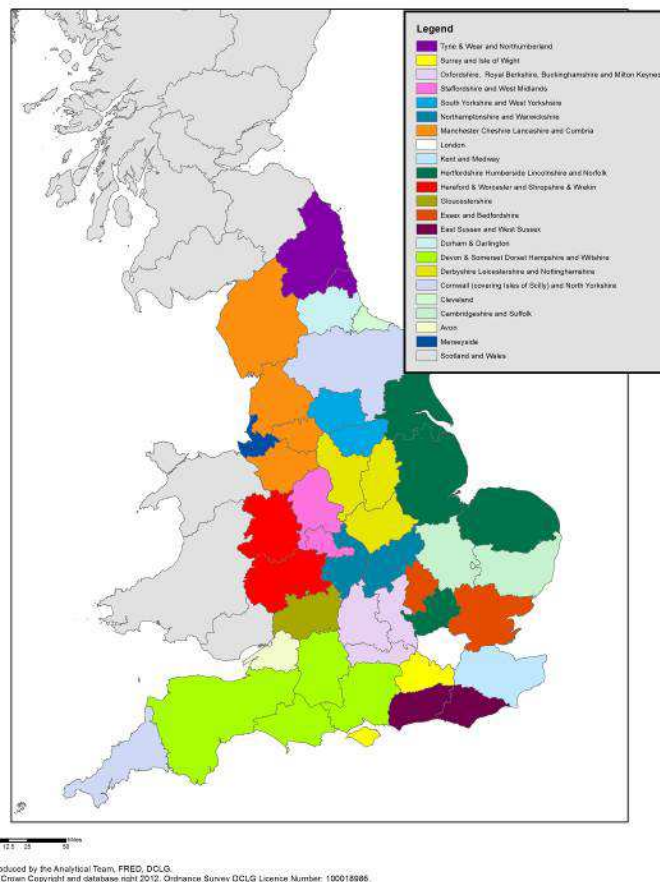 Legend
Tyne & Wear and Northumberland
Surrey and Isle of Wight
Oxfordshire, Royal Berkshire, Buckinghamshire and Milton Keynes
Staffordshire and West Midlands
South Yorkshire and West Yorkshire
Northamptonshire and Warwickshire
Manchester Cheshire Lancashire and Cumbria
London
Kent and Medway
Hertfordshire Humberside Lincolnshire and Norfolk
Hereford & Worcester and Shropshire & Wrekin
Gloucestershire
Essex and Bedfordshire
East Sussex and West Sussex
Durham & Darlington
Devon & Somerset Dorset Hampshire and Wiltshire
Derbyshire Leicestershire and Nottinghamshire
Cornwall (covering Isles of Scilly) and North Yorkshire
Cleveland
Cambridgeshire and Suffolk
Avon
Merseyside
Scotland and Wales
Miles
12.5 25 50
oduced by the Analytical Team, FRED, DCLG.
Crown Copyright and database right 2012. Ordnance Survey DCLG Licence Number: 100018986.